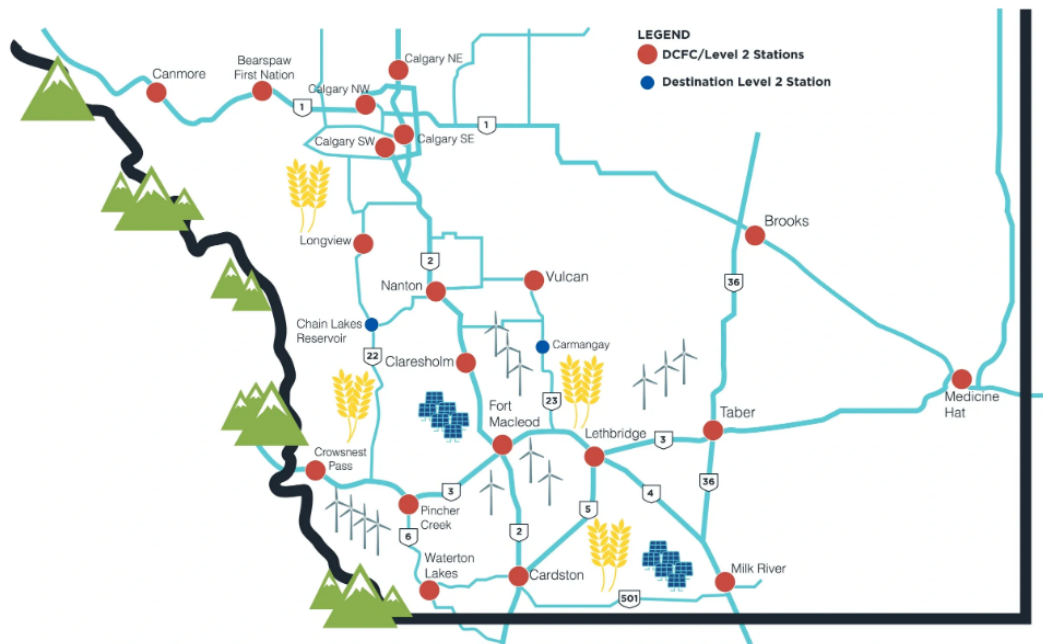 LEGEND
DCFC/Level 2 Stations
Destination Level 2 Station
Canmore
Bearspaw
First Nation
Calgary NE
Calgary NW
1
1
Calgary SW
Calgary SE
Brooks
Longview
2
Nanton
Vulcan
36
Chain Lakes
Reservoir
Carmangay
22
Claresholm
Medicine
Hat
23
Fort
Macleod
Taber
Lethbridge
3
Crowsnest
Pass
3
4
36
Pincher
Creek
5
6
2
Waterton
Lakes
Cardston
Milk River
501